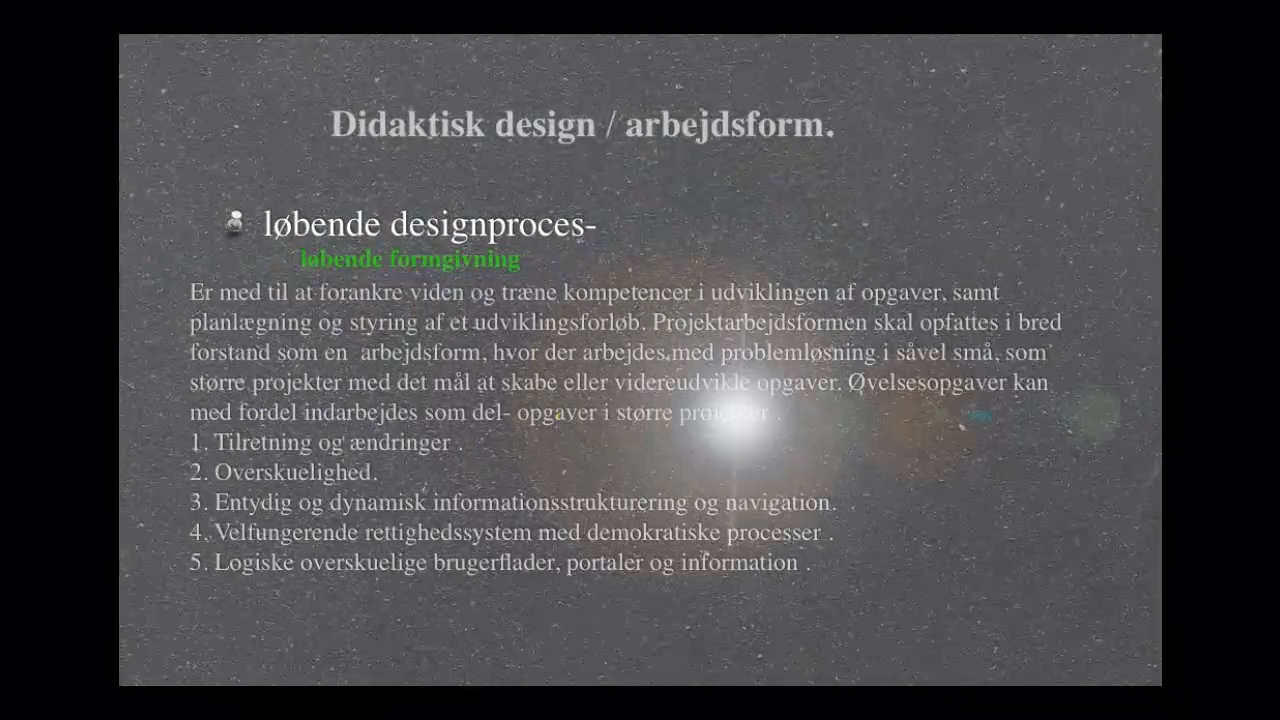 Didaktisk design / arbejdsform.
løbende designproces-
løbende formgivning
Er med til at forankre viden og træne kompetencer i udviklingen af opgaver, samt
planlægning og styring af et udviklingsforløb. Projektarbejdsformen skal opfattes i bred
forstand som en  arbejdsform, hvor der arbejdes med problemløsning i såvel små, som
større projekter med det mål at skabe eller videreudvikle opgaver. Øvelsesopgaver kan
med fordel indarbejdes som del- opgaver i større projekter .
1. Tilretning og ændringer .
2. Overskuelighed.
3. Entydig og dynamisk informationsstrukturering og navigation.
4. Velfungerende rettighedssystem med demokratiske processer .
5. Logiske overskuelige brugerflader, portaler og information .